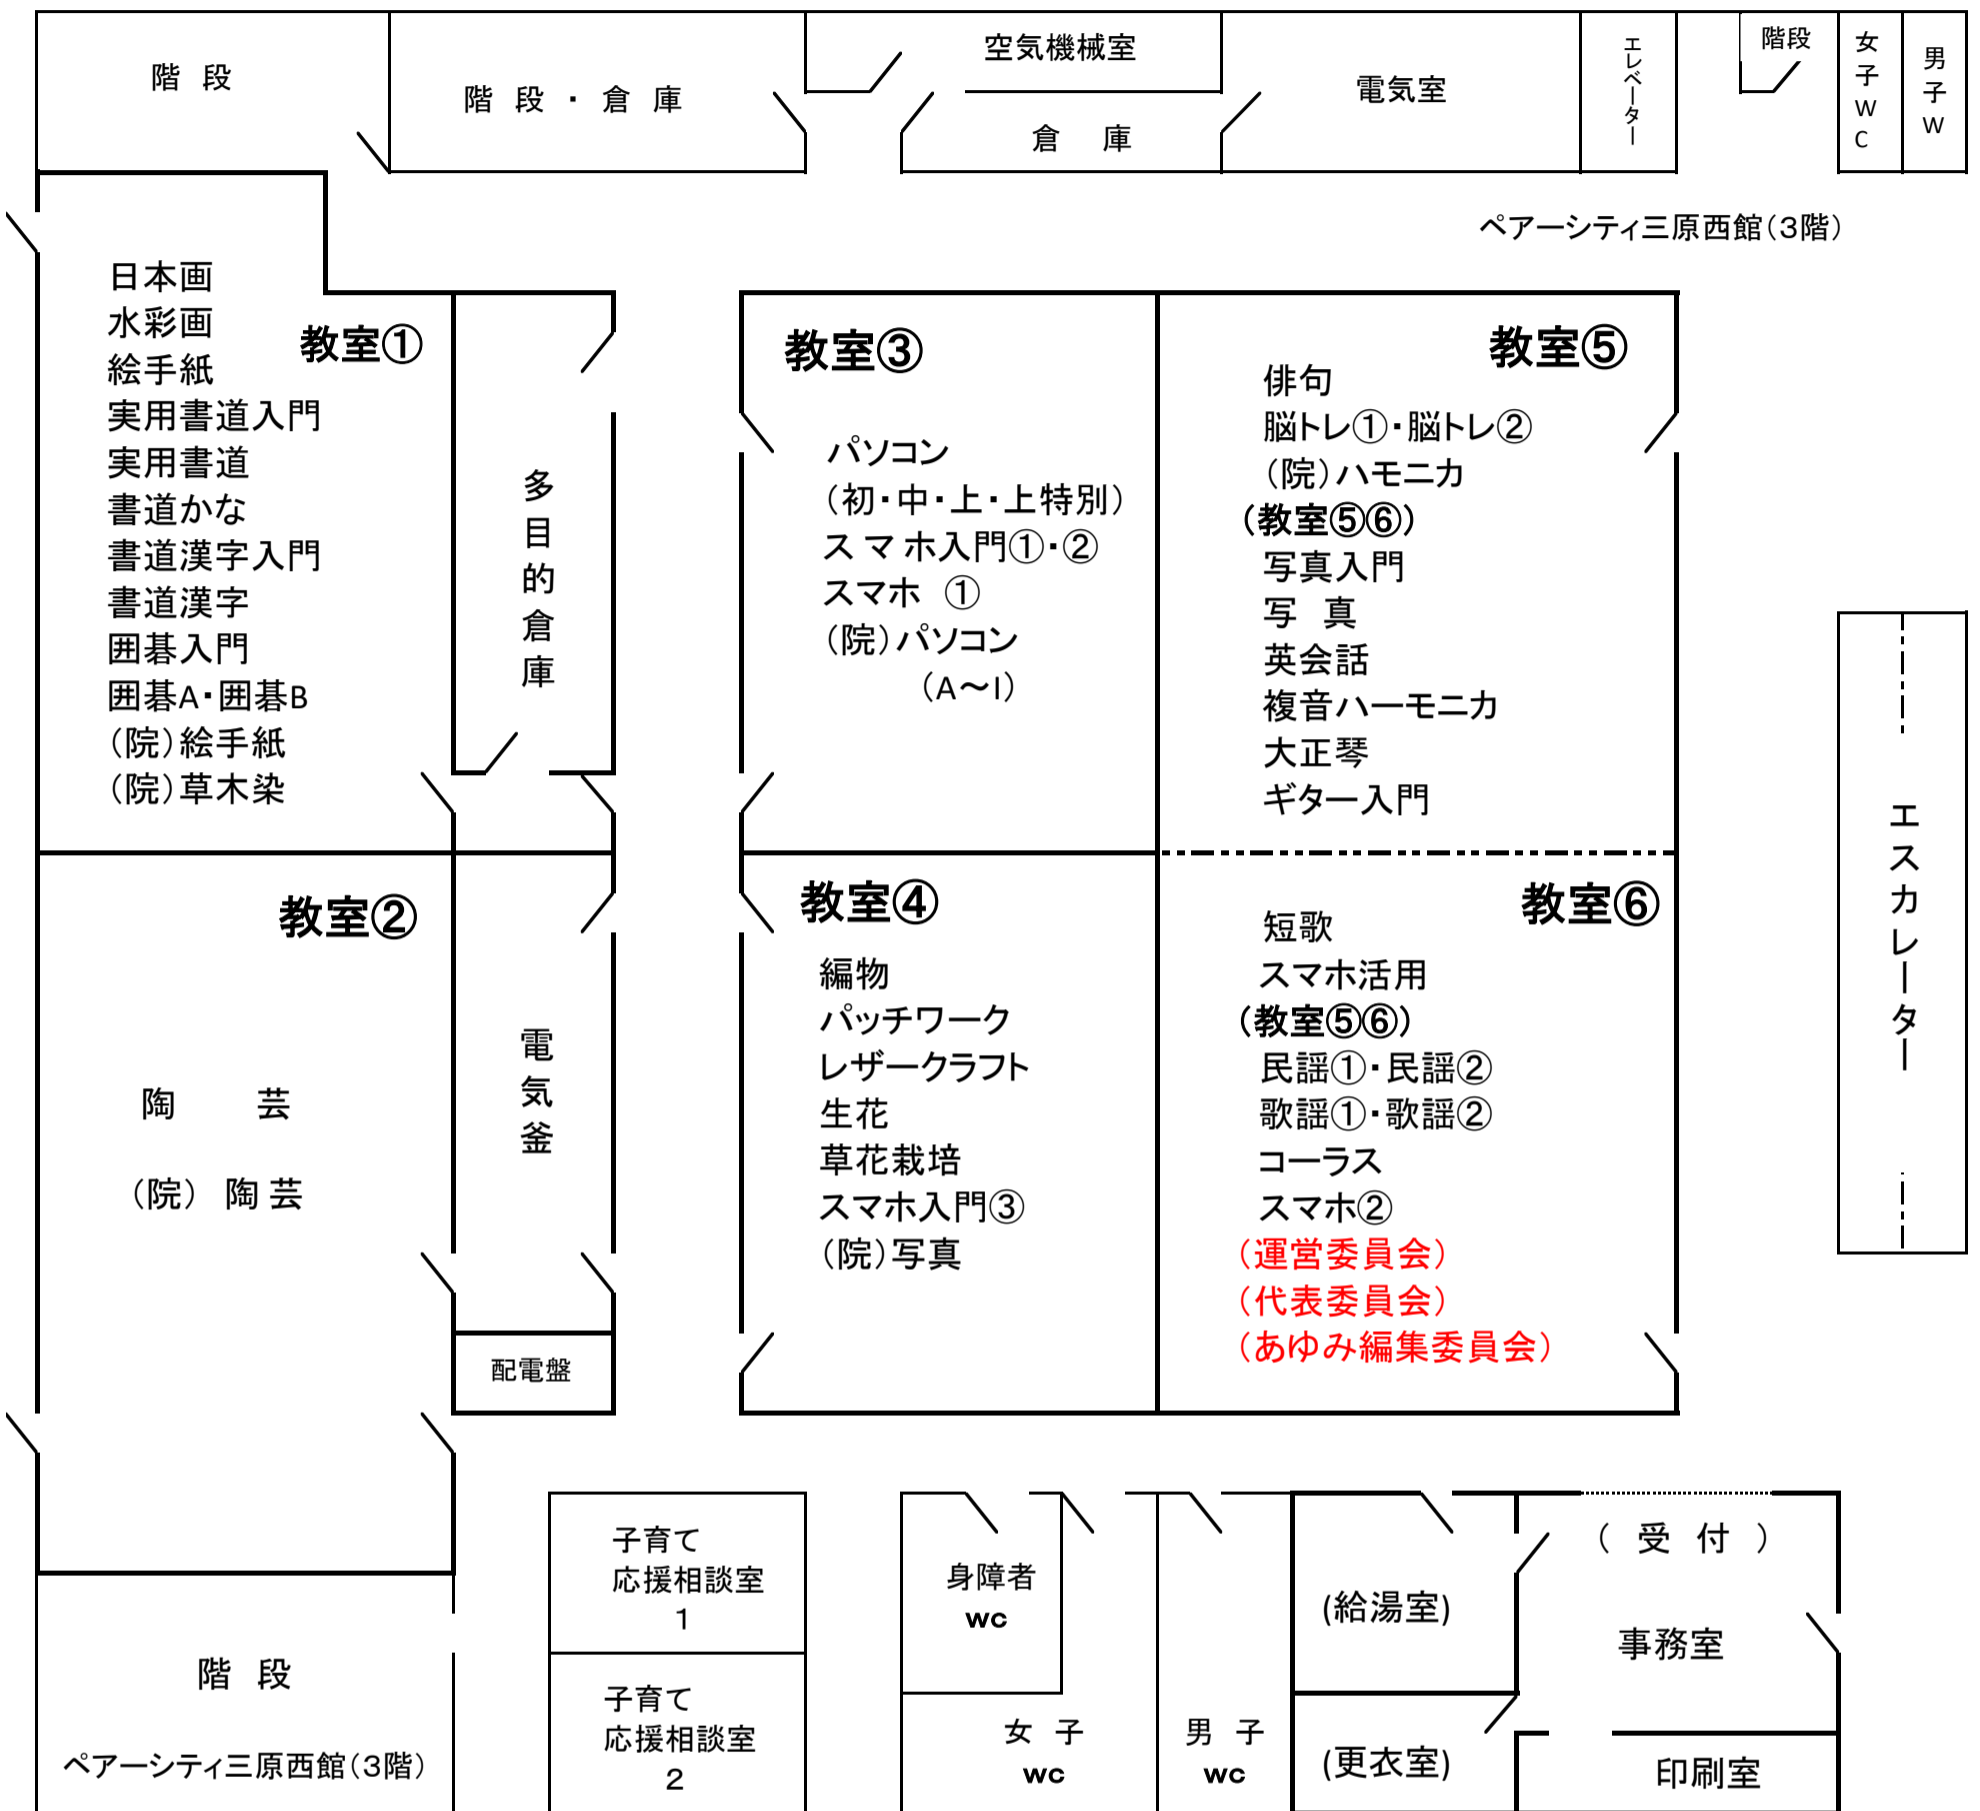 階 段
階 段 ・ 倉 庫
空気機械室
倉 庫
電気室
エレベーター
階段
女子WC
男子W
ペアーシティ三原西館(3階)
教室①
日本画
水彩画
絵手紙
実用書道入門
実用書道
書道かな
書道漢字入門
書道漢字
囲碁入門
囲碁A・囲碁B
(院)絵手紙
(院)草木染
多目的倉庫
教室③
パソコン
(初・中・上・上特別)
スマホ入門①・②
スマホ ①
(院)パソコン
(A～I)
教室⑤
俳句
脳トレ①・脳トレ②
(院)ハモニカ
(教室⑤⑥)
写真入門
写 真
英会話
複音ハーモニカ
大正琴
ギター入門
エスカレーター
教室②
陶 芸
(院) 陶 芸
電気釜
配電盤
教室④
編物
パッチワーク
レザークラフト
生花
草花栽培
スマホ入門③
(院)写真
教室⑥
短歌
スマホ活用
(教室⑤⑥)
民謡①・民謡②
歌謡①・歌謡②
コーラス
スマホ②
(運営委員会)
(代表委員会)
(あゆみ編集委員会)
階 段
ペアーシティ三原西館(3階)
子育て
応援相談室
1
子育て
応援相談室
2
身障者
wc
女 子
wc
男 子
wc
(給湯室)
(更衣室)
( 受 付 )
事務室
印刷室